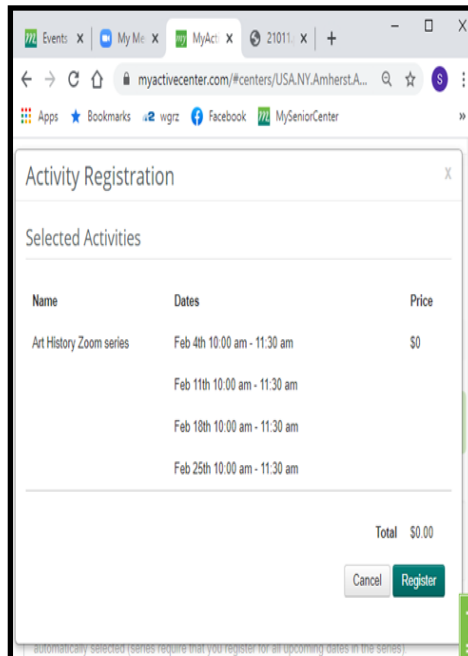 Events x My Me x MyActi x 21011. x +
myactivecenter.com/#centers/USA.NY.Amherst.A...
Apps Bookmarks wgrz Facebook MySeniorCenter »
Activity Registration x
Selected Activities
Name Dates Price
Art History Zoom series Feb 4th 10:00 am - 11:30 am $0
Feb 11th 10:00 am - 11:30 am
Feb 18th 10:00 am - 11:30 am
Feb 25th 10:00 am - 11:30 am
Total $0.00
Cancel Register
automatically selected (series require that you register for all upcoming dates in the series)